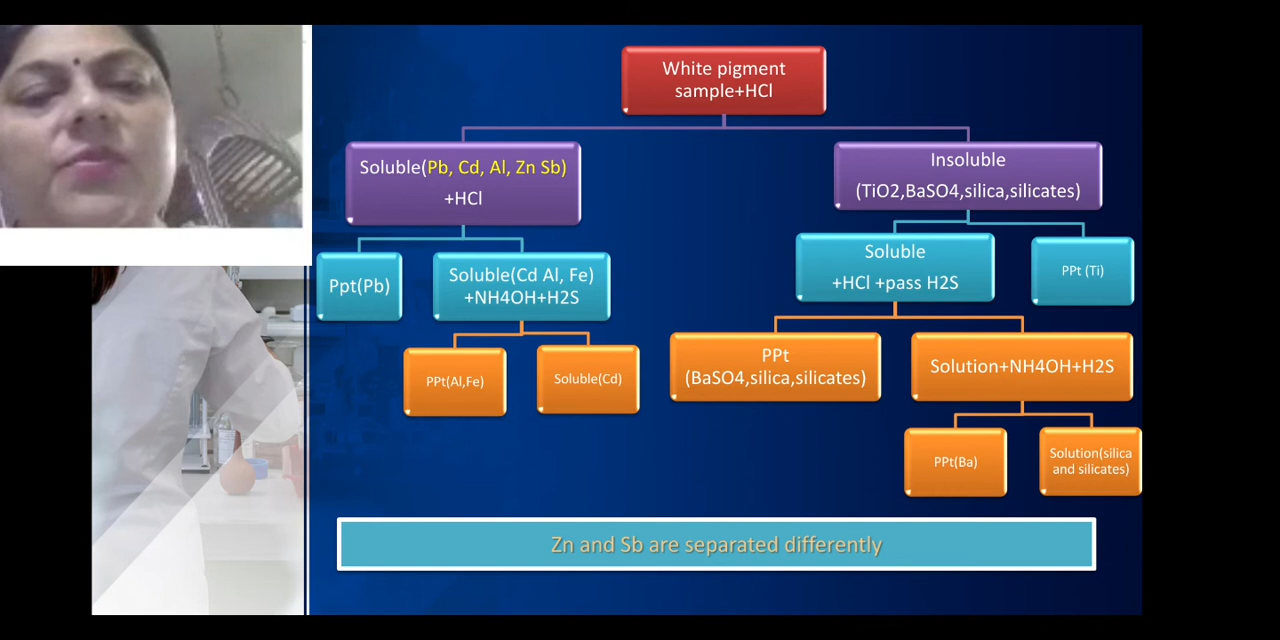 White pigment
sample+HCl
Soluble(Pb, Cd, Al, Zn Sb)
+HCl
Insoluble
(TiO2,BaSO4,silica,silicates)
Ppt(Pb)
Soluble(Cd Al, Fe)
+NH4OH+H2S
Soluble
+HCl +pass H2S
PPt (Ti)
PPt(Al,Fe)
Soluble(Cd)
PPt
(BaSO4,silica,silicates)
Solution+NH4OH+H2S
PPt(Ba)
Solution(silica
and silicates)
Zn and Sb are separated differently